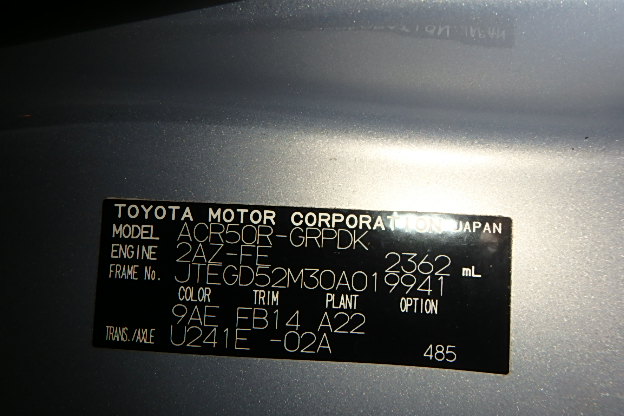 TOYOTA MOTOR CORPORATION JAPAN
MODEL ACR50R-GRPDK
ENGINE 2AZ-FE 2362 mL
FRAME No. JTEGD52M30A019941
COLOR TRIM PLANT OPTION
9AE FB14 A22
TRANS./AXLE U241E -02A
485